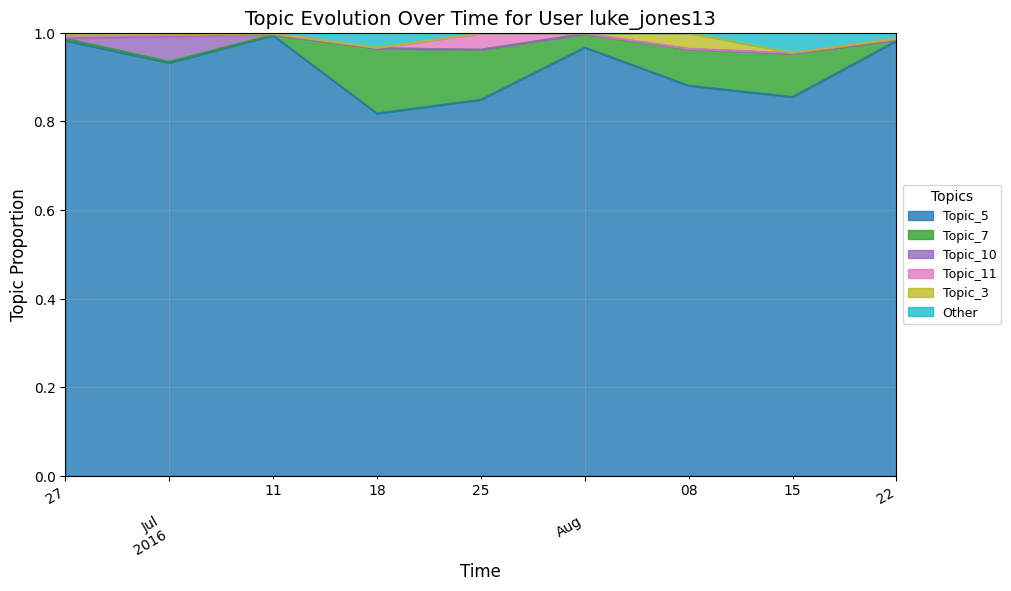 Topic Evolution Over Time for User luke_jones13
Topic Proportion
1.0
0.8
0.6
0.4
0.2
0.0
27
Jul
2016
11
18
25
Aug
08
15
22
Time
Topics
Topic_5
Topic_7
Topic_10
Topic_11
Topic_3
Other